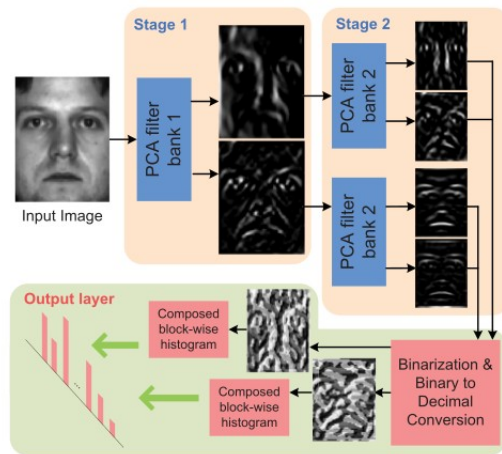 Stage 1
Stage 2
PCA filter
bank 1
PCA filter
bank 2
Input Image
PCA filter
bank 2
Output layer
Composed
block-wise
histogram
Composed
block-wise
histogram
Binarization &
Binary to
Decimal
Conversion
...